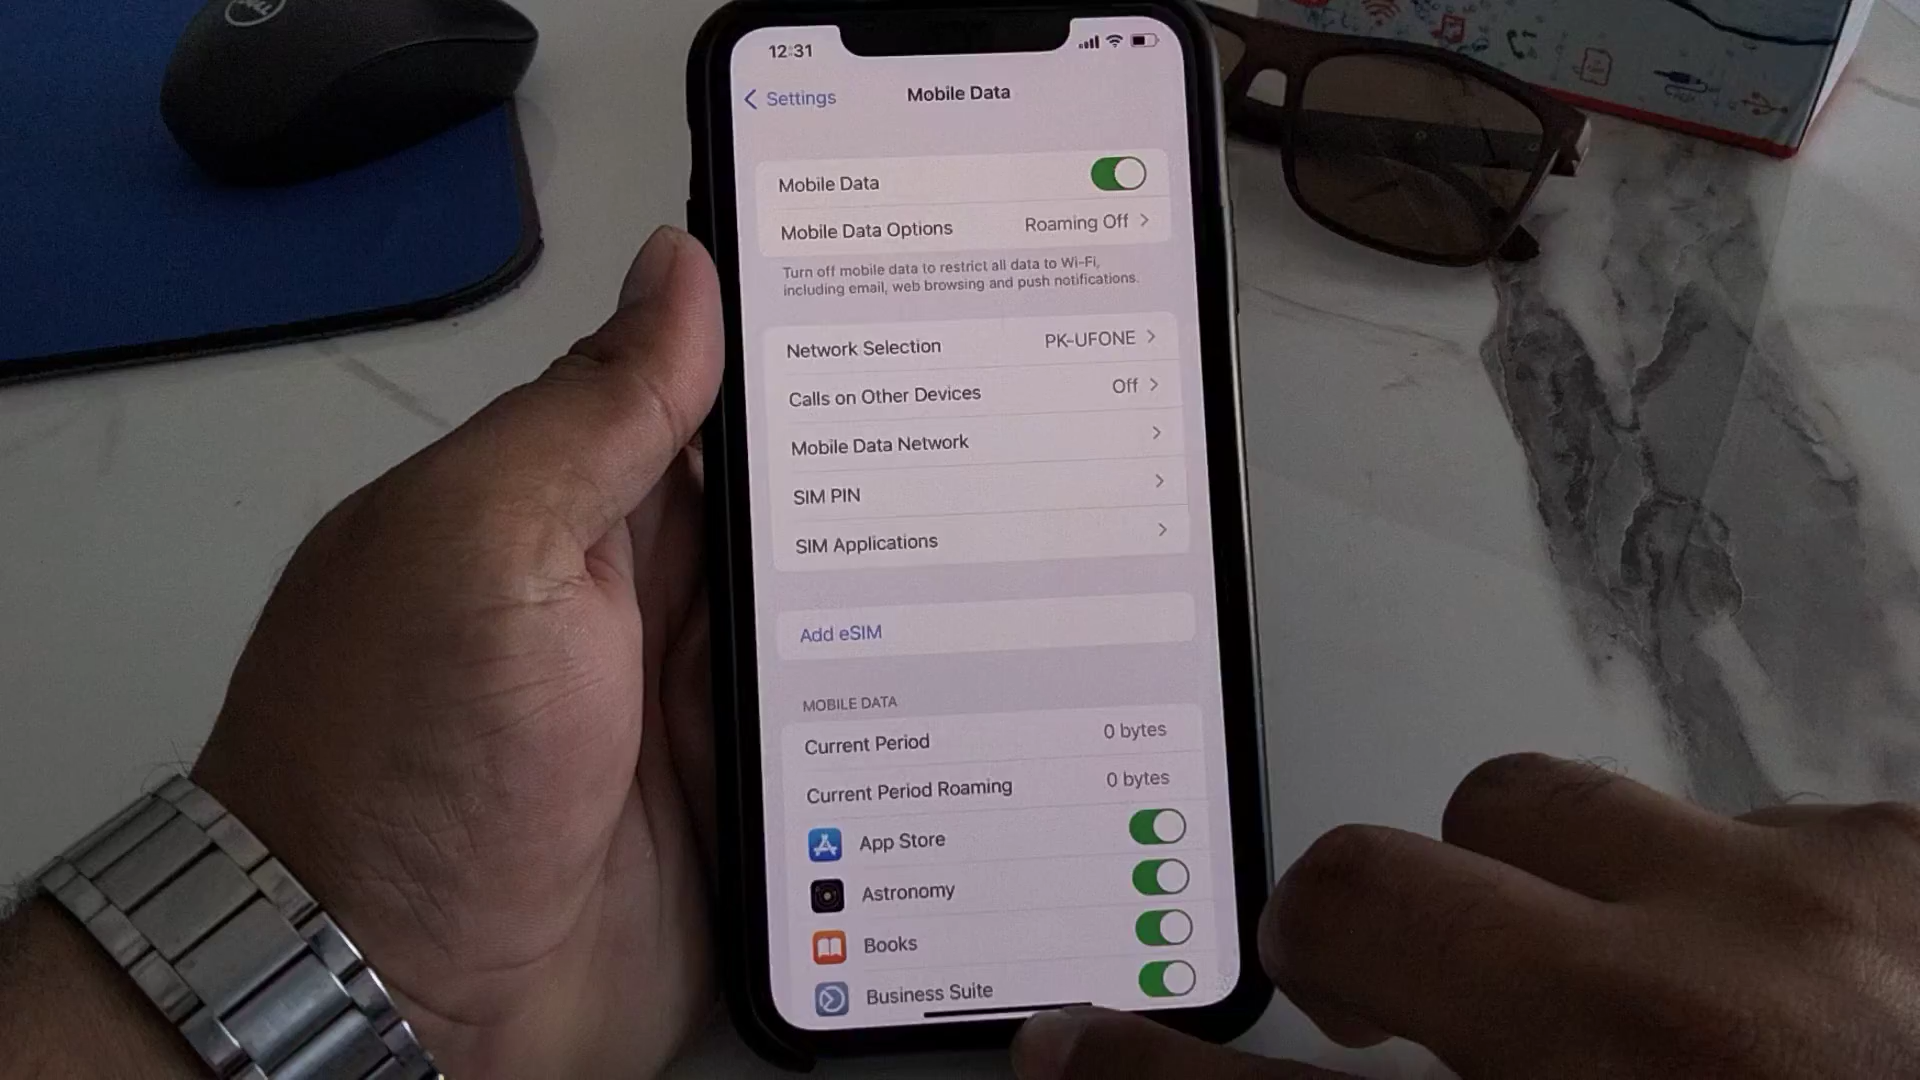 DELL
12:31
Settings
Mobile Data
Mobile Data
Mobile Data Options Roaming Off
Turn off mobile data to restrict all data to Wi-Fi,
including email, web browsing and push notifications.
Network Selection PK-UFONE
Calls on Other Devices Off
Mobile Data Network
SIM PIN
SIM Applications
Add eSIM
MOBILE DATA
Current Period 0 bytes
Current Period Roaming 0 bytes
App Store
Astronomy
Books
Business Suite